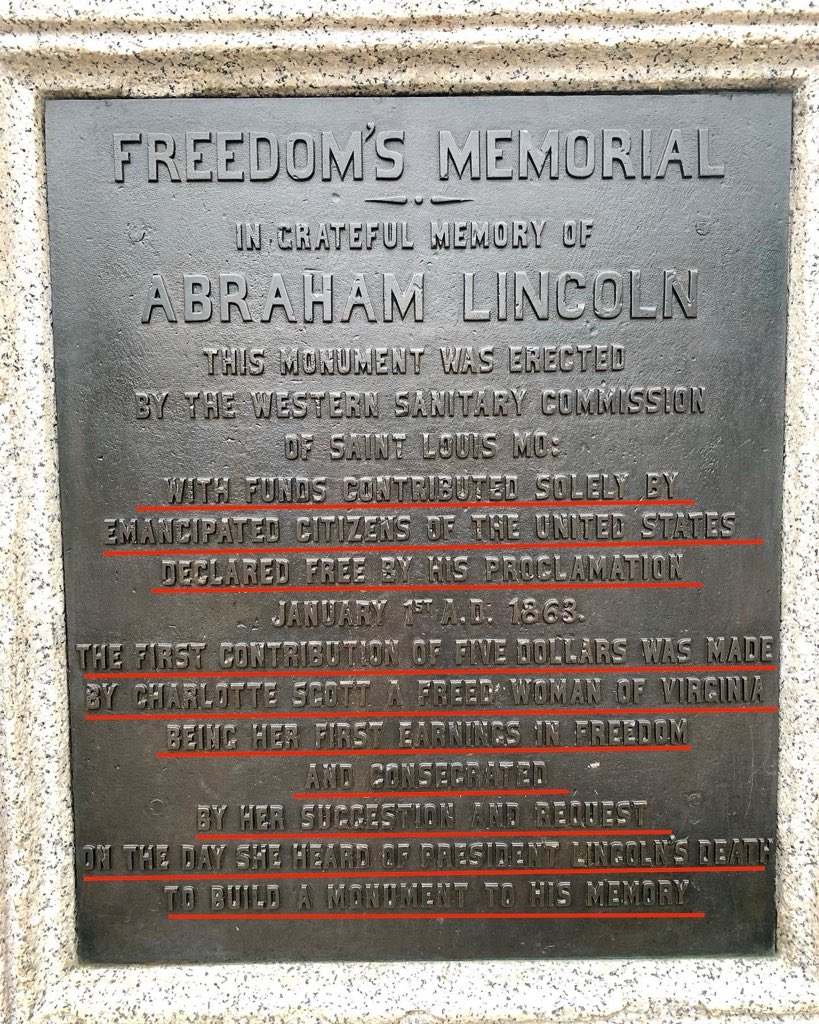 FREEDOM'S MEMORIAL
IN GRATEFUL MEMORY OF
ABRAHAM LINCOLN
THIS MONUMENT WAS ERECTED
BY THE WESTERN SANITARY COMMISSION
OF SAINT LOUIS MO:
WITH FUNDS CONTRIBUTED SOLELY BY
EMANCIPATED CITIZENS OF THE UNITED STATES
DECLARED FREE BY HIS PROCLAMATION
JANUARY 1ST A.D. 1863.
THE FIRST CONTRIBUTION OF FIVE DOLLARS WAS MADE
BY CHARLOTTE SCOTT A FREED WOMAN OF VIRGINIA
BEING HER FIRST EARNINGS IN FREEDOM
AND CONSECRATED
BY HER SUGGESTION AND REQUEST
ON THE DAY SHE HEARD OF PRESIDENT LINCOLN'S DEATH
TO BUILD A MONUMENT TO HIS MEMORY